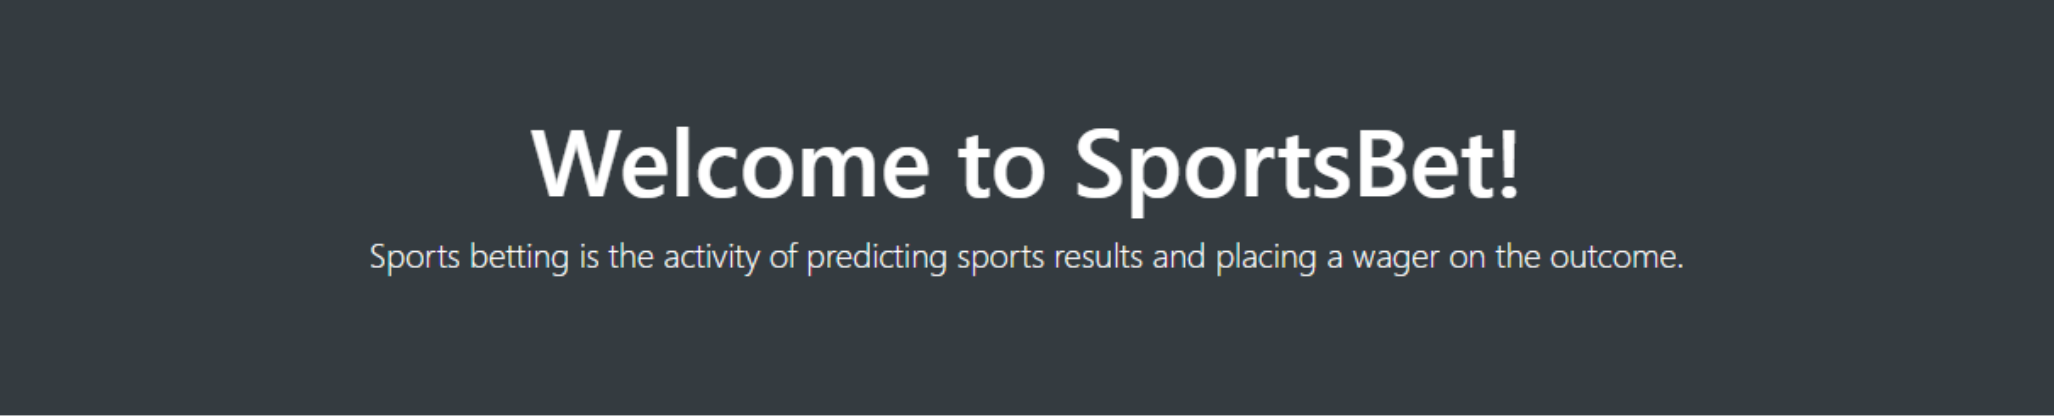 Welcome to SportsBet!
Sports betting is the activity of predicting sports results and placing a wager on the outcome.